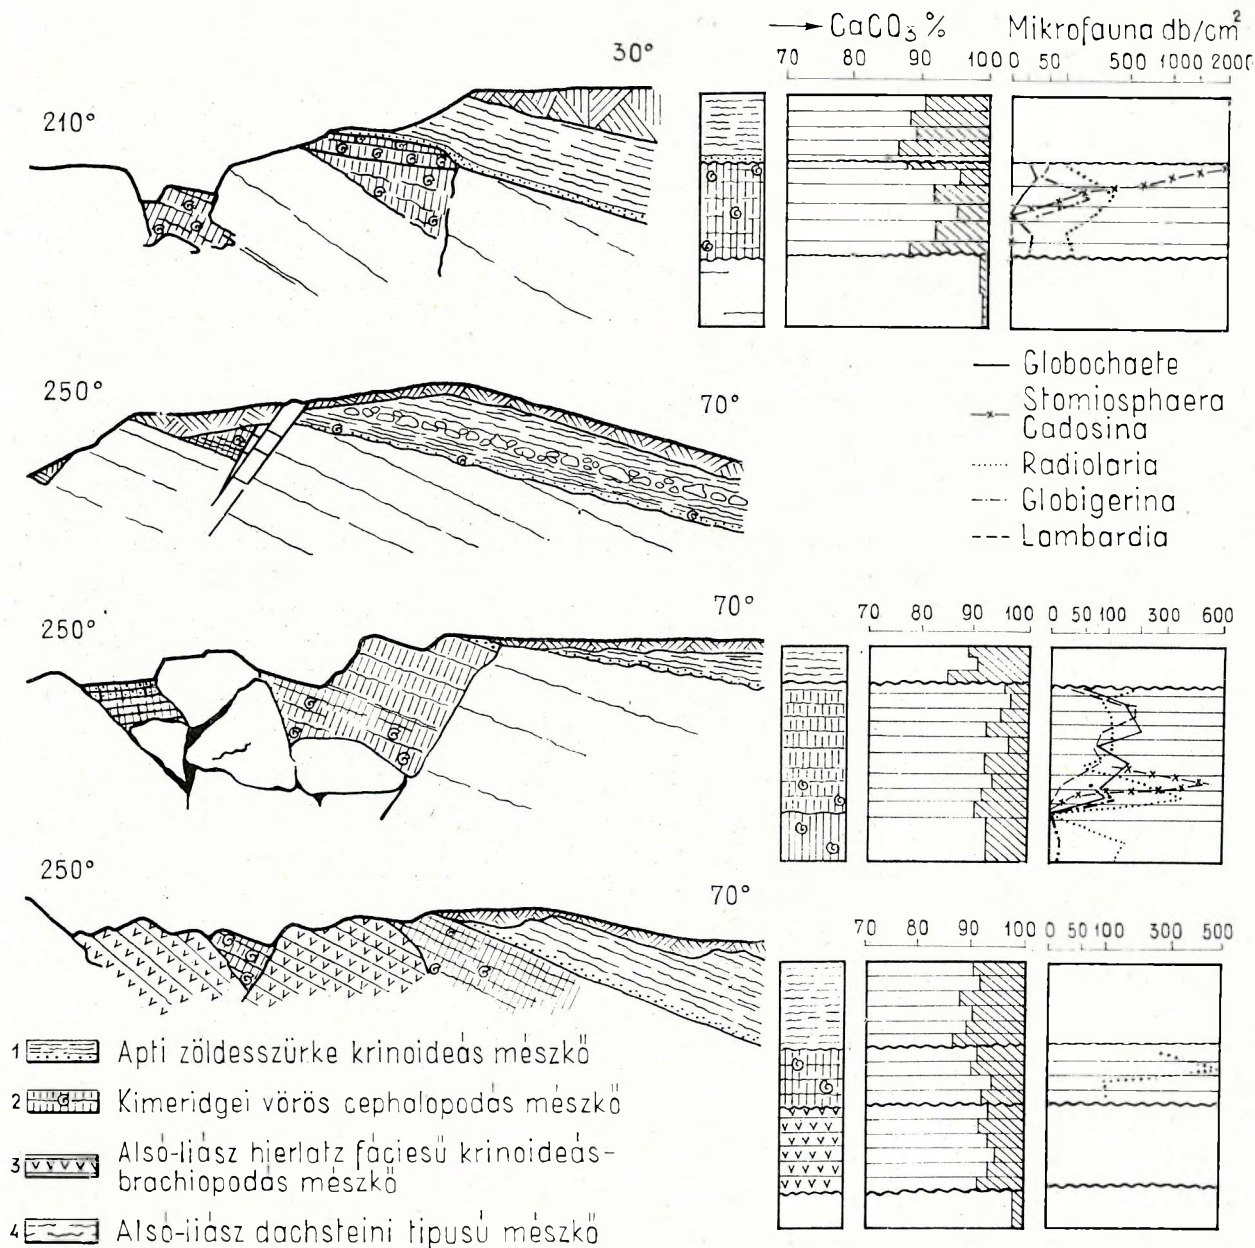 → CaCO₃ %
Mikrofauna db/cm²
70 80 90 100
0 50 500 1000 2000
210°
30°
Globochaete
Stomiosphaera
Cadosina
Radiolaria
Globigerina
Lombardia
250°
70°
250°
70°
70 80 90 100
0 50 100 300 600
250°
70°
70 80 90 100
0 50 100 300 500
1 Apti zöldesszürke krinoideás mészkő
2 Kimeridgei vörös cephalopodás mészkő
3 Alsó-liász hierlatz fáciesű krinoideás-
brachiopodás mészkő
4 Alsó-liász dachsteini típusú mészkő